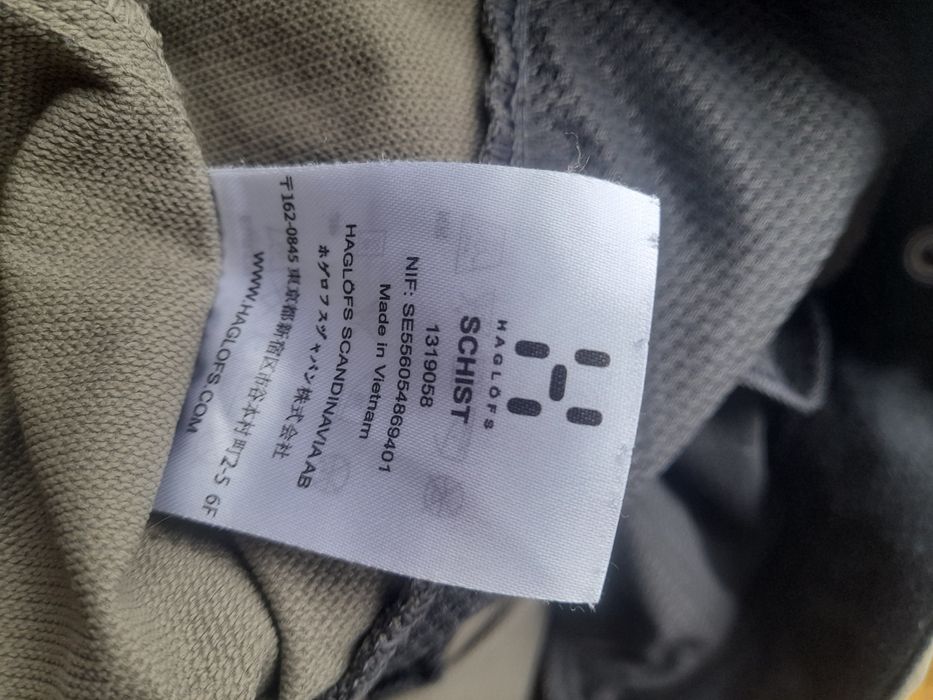 HAGLÖFS
SCHIST
1319058
NIF: SE556054869401
Made in Vietnam
HAGLÖFS SCANDINAVIA AB
ホグロフスジャパン株式会社
〒162-0845 東京都新宿区市谷本村町2-5 6F
WWW.HAGLOFS.COM